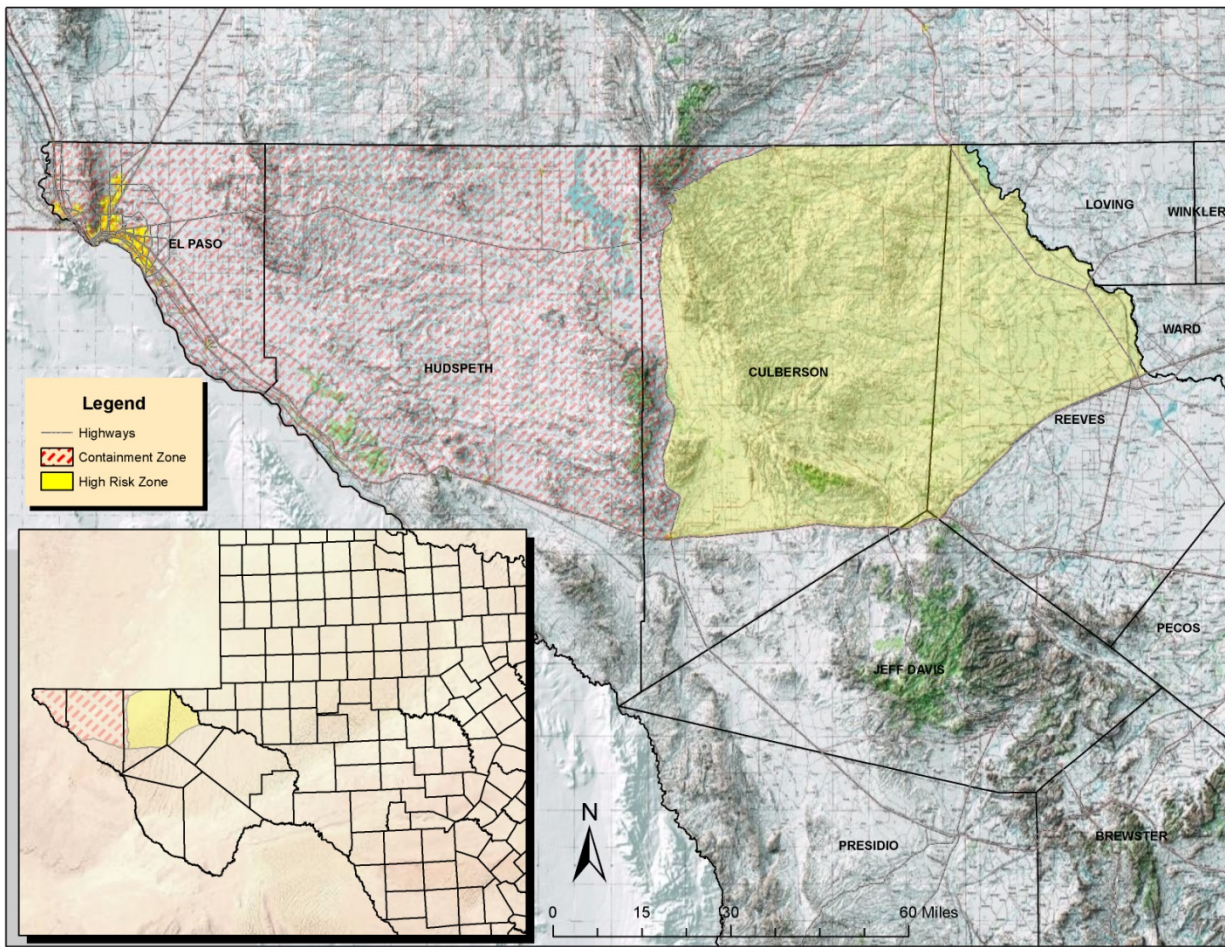 LOVING
WINKLER
EL PASO
WARD
HUDSPETH
CULBERSON
REEVES
Legend
Highways
Containment Zone
High Risk Zone
PECOS
JEFF DAVIS
N
PRESIDIO
BREWSTER
0 15 30 60 Miles